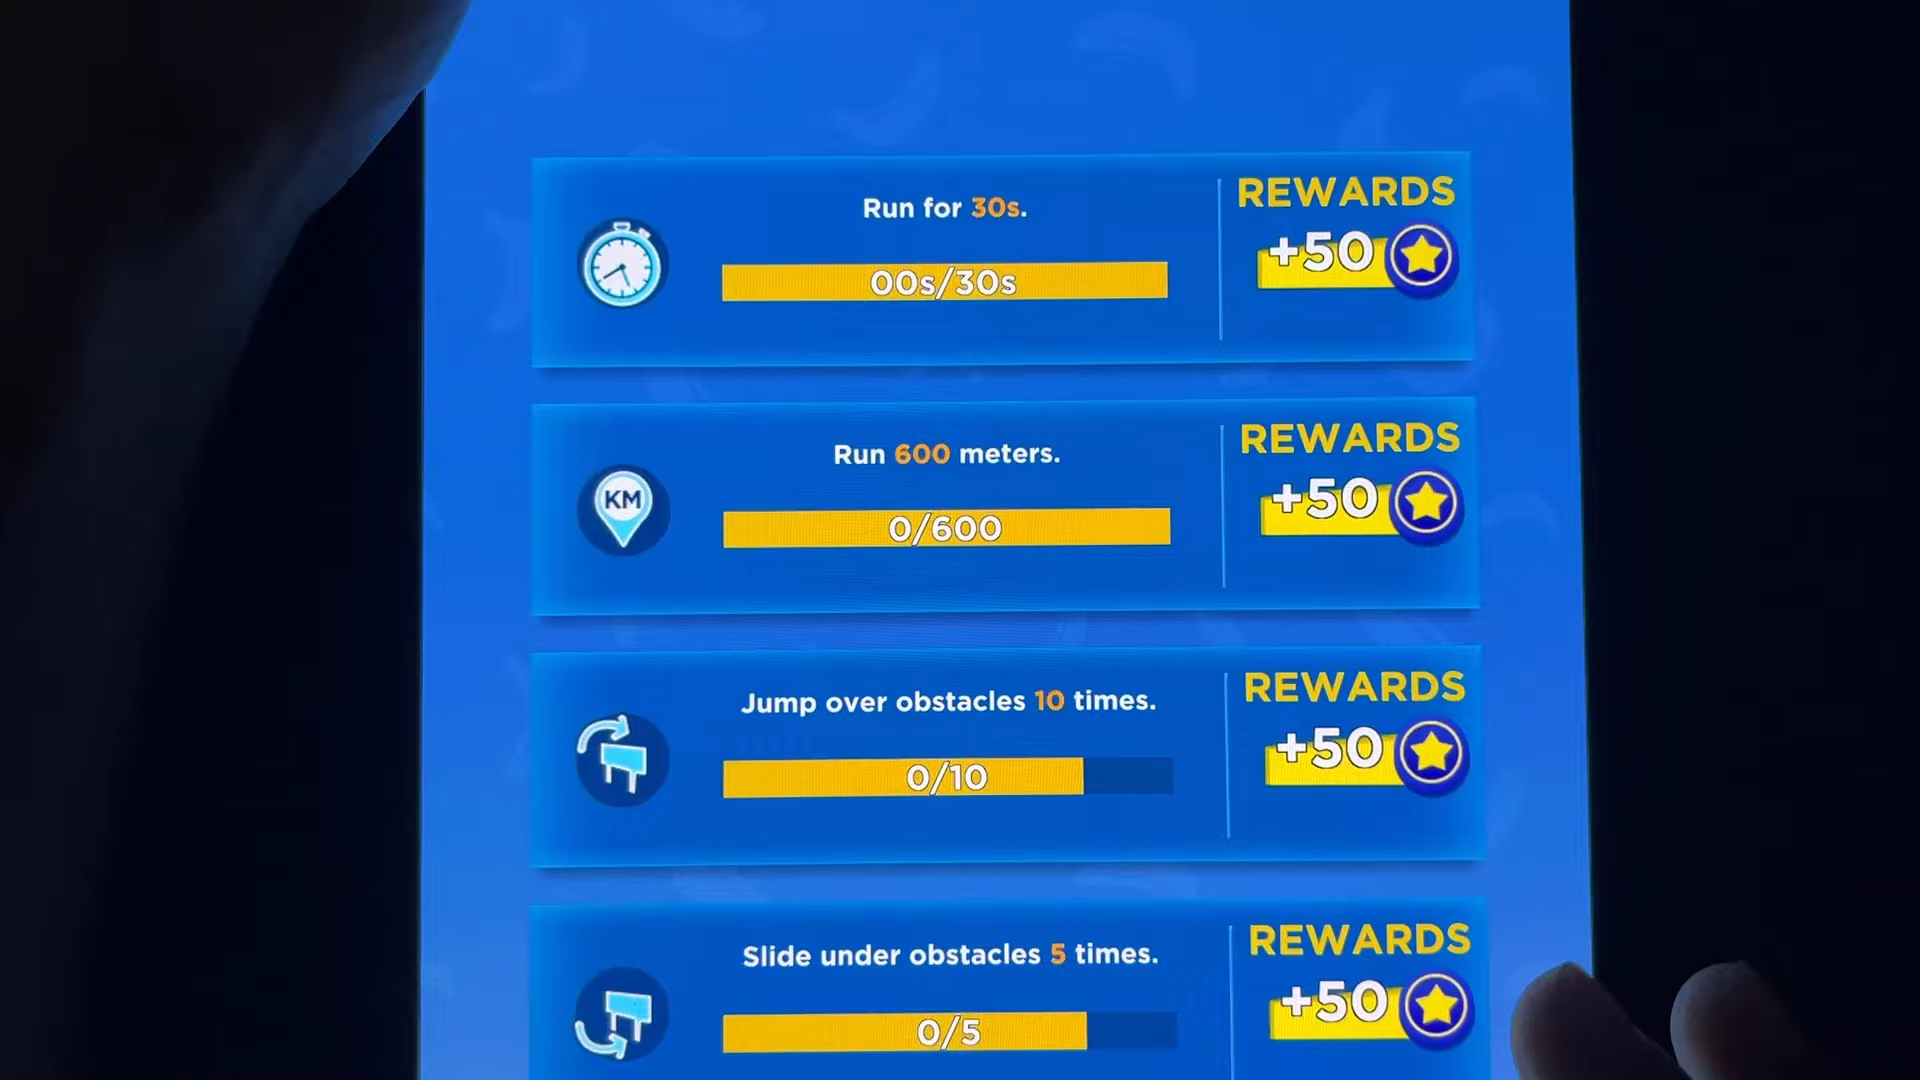 Run for 30s.
00s/30s
REWARDS
+50
KM
Run 600 meters.
0/600
REWARDS
+50
Jump over obstacles 10 times.
0/10
REWARDS
+50
Slide under obstacles 5 times.
0/5
REWARDS
+50